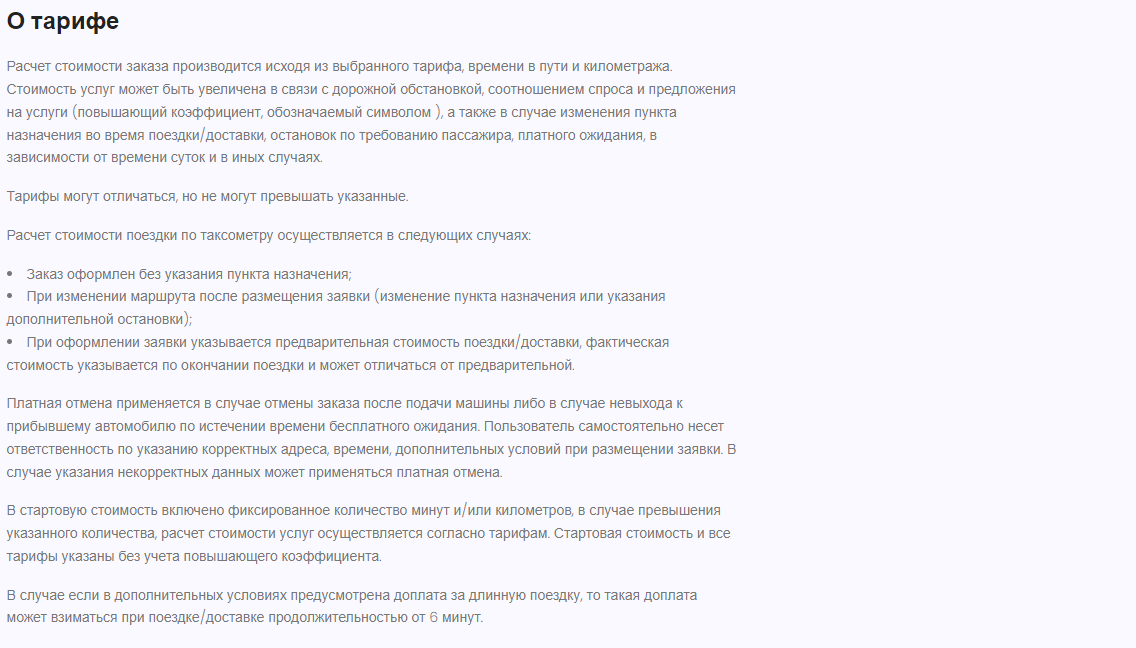 О тарифе
Расчет стоимости заказа производится исходя из выбранного тарифа, времени в пути и километража.
Стоимость услуг может быть увеличена в связи с дорожной обстановкой, соотношением спроса и предложения
на услуги (повышающий коэффициент, обозначаемый символом ), а также в случае изменения пункта
назначения во время поездки/доставки, остановок по требованию пассажира, платного ожидания, в
зависимости от времени суток и в иных случаях.
Тарифы могут отличаться, но не могут превышать указанные.
Расчет стоимости поездки по таксометру осуществляется в следующих случаях:
• Заказ оформлен без указания пункта назначения;
• При изменении маршрута после размещения заявки (изменение пункта назначения или указания
дополнительной остановки);
• При оформлении заявки указывается предварительная стоимость поездки/доставки, фактическая
стоимость указывается по окончании поездки и может отличаться от предварительной.
Платная отмена применяется в случае отмены заказа после подачи машины либо в случае невыхода к
прибывшему автомобилю по истечении времени бесплатного ожидания. Пользователь самостоятельно несет
ответственность по указанию корректных адреса, времени, дополнительных условий при размещении заявки. В
случае указания некорректных данных может применяться платная отмена.
В стартовую стоимость включено фиксированное количество минут и/или километров, в случае превышения
указанного количества, расчет стоимости услуг осуществляется согласно тарифам. Стартовая стоимость и все
тарифы указаны без учета повышающего коэффициента.
В случае если в дополнительных условиях предусмотрена доплата за длинную поездку, то такая доплата
может взиматься при поездке/доставке продолжительностью от 6 минут.